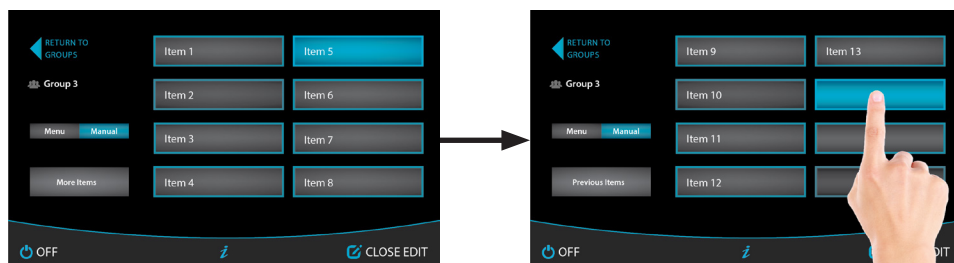 RETURN TO
GROUPS
Group 3
Menu Manual
More Items
Item 1
Item 2
Item 3
Item 4
Item 5
Item 6
Item 7
Item 8
OFF
i
CLOSE EDIT
RETURN TO
GROUPS
Group 3
Menu Manual
Previous Items
Item 9
Item 10
Item 11
Item 12
Item 13
OFF
i